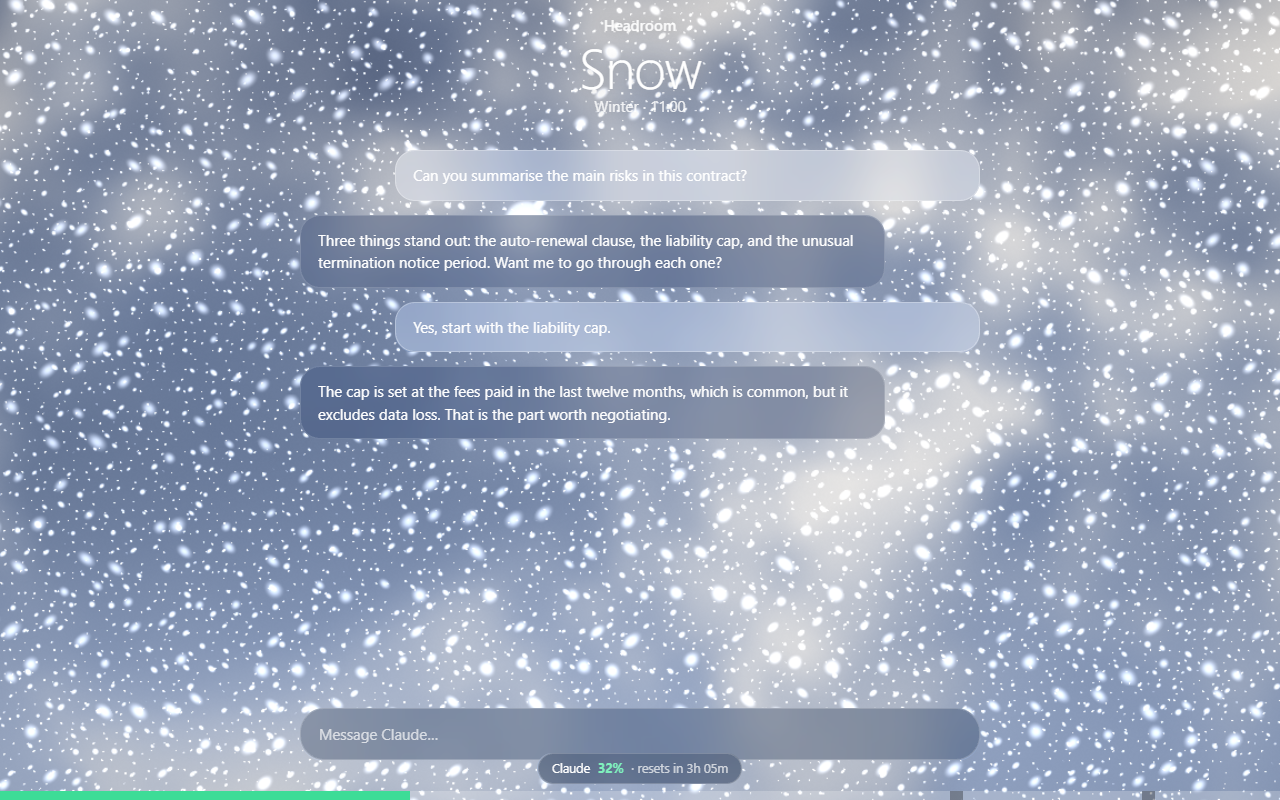 Headroom
Snow
Winter · 11:00
Can you summarise the main risks in this contract?
Three things stand out: the auto-renewal clause, the liability cap, and the unusual
termination notice period. Want me to go through each one?
Yes, start with the liability cap.
The cap is set at the fees paid in the last twelve months, which is common, but it
excludes data loss. That is the part worth negotiating.
Message Claude...
Claude 32% · resets in 3h 05m